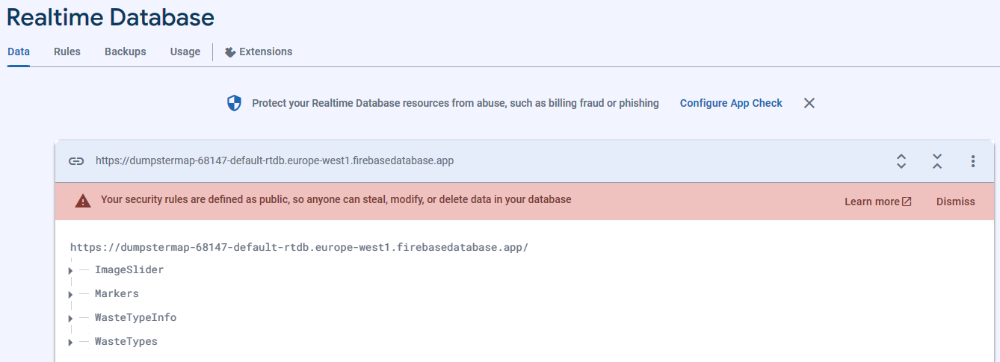 Realtime Database
Data Rules Backups Usage Extensions
Protect your Realtime Database resources from abuse, such as billing fraud or phishing Configure App Check
https://dumpstermap-68147-default-rtdb.europe-west1.firebasedatabase.app
Your security rules are defined as public, so anyone can steal, modify, or delete data in your database Learn more Dismiss
https://dumpstermap-68147-default-rtdb.europe-west1.firebasedatabase.app/
ImageSlider
Markers
WasteTypeInfo
WasteTypes